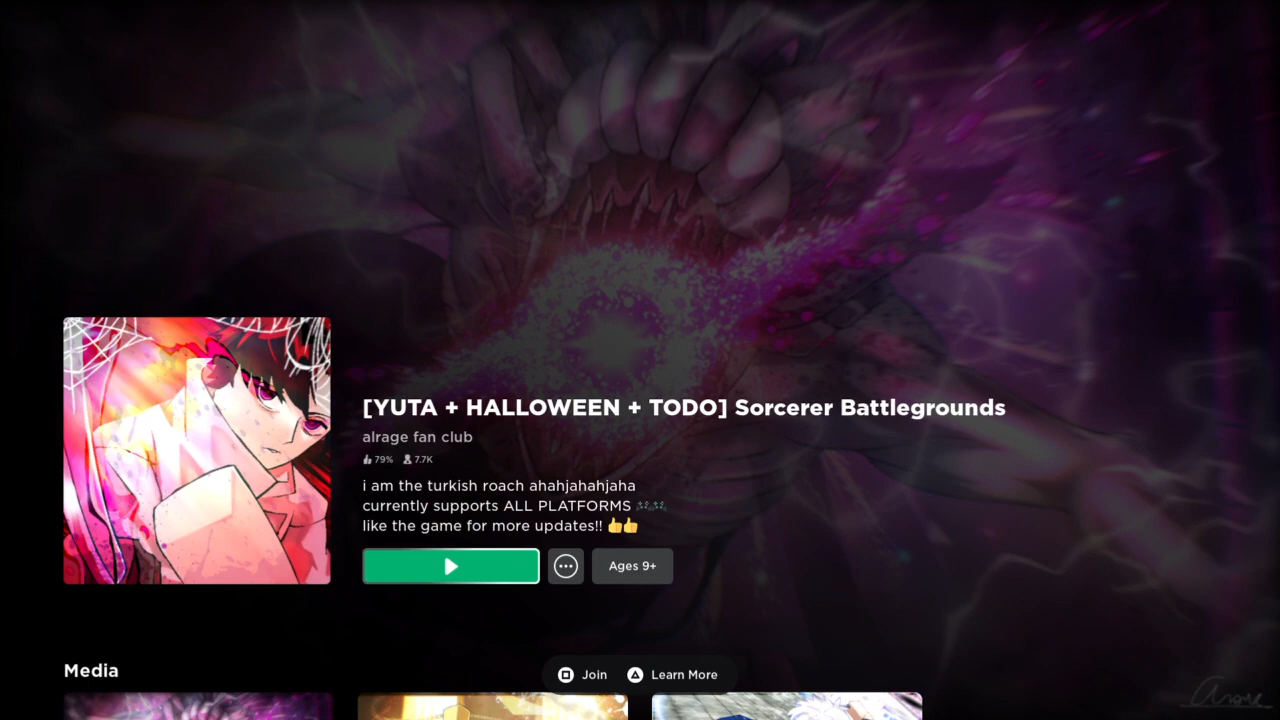 [YUTA + HALLOWEEN + TODO] Sorcerer Battlegrounds
alrage fan club
79% 7.7K
i am the turkish roach ahahjahahjaha
currently supports ALL PLATFORMS 🎮🎮
like the game for more updates!! 👍👍
Ages 9+
Media
Join Learn More